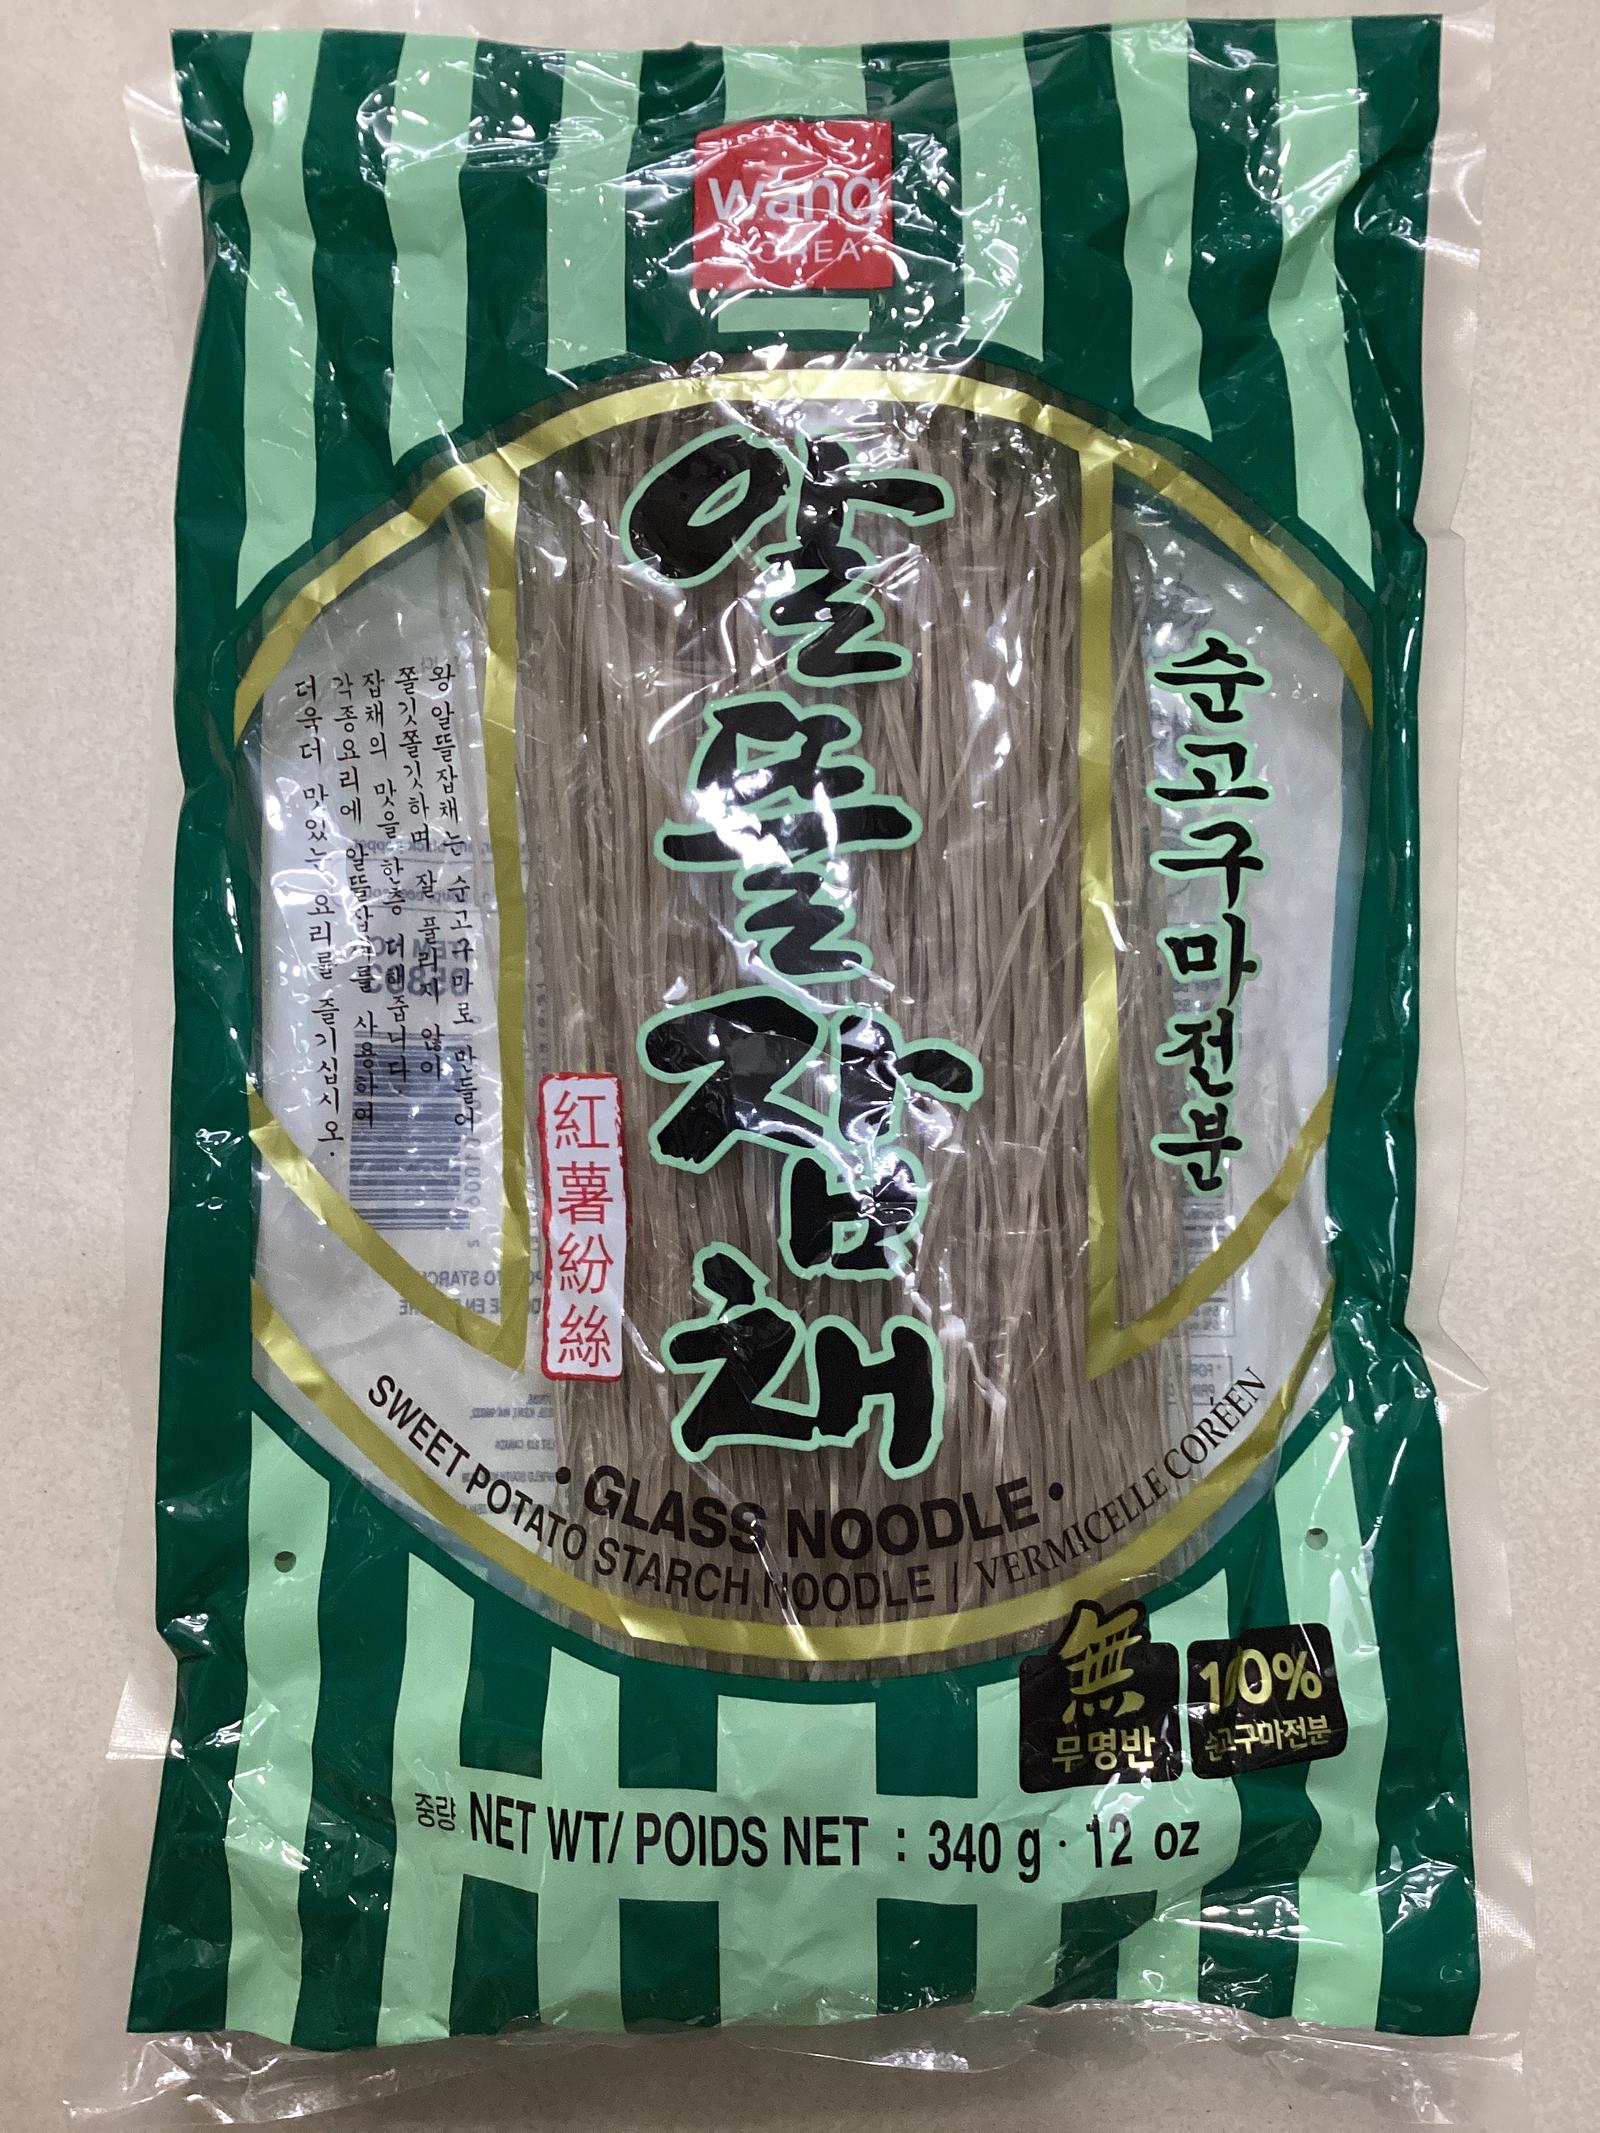 wang
KOREA
알뜰잡채
순고구마전분
왕 알뜰잡채는 순고구마로 만들어
쫄깃쫄깃하며 잘 풀리지 않아
잡채의 맛을 한층 더해줍니다.
각종요리에 알뜰잡채를 사용하여
더욱더 맛있는 요리를 즐기십시오.
紅薯紛絲
• GLASS NOODLE •
SWEET POTATO STARCH NOODLE / VERMICELLE CORÉEN
無
무명반
100%
순고구마전분
중량 NET WT/ POIDS NET : 340 g · 12 oz